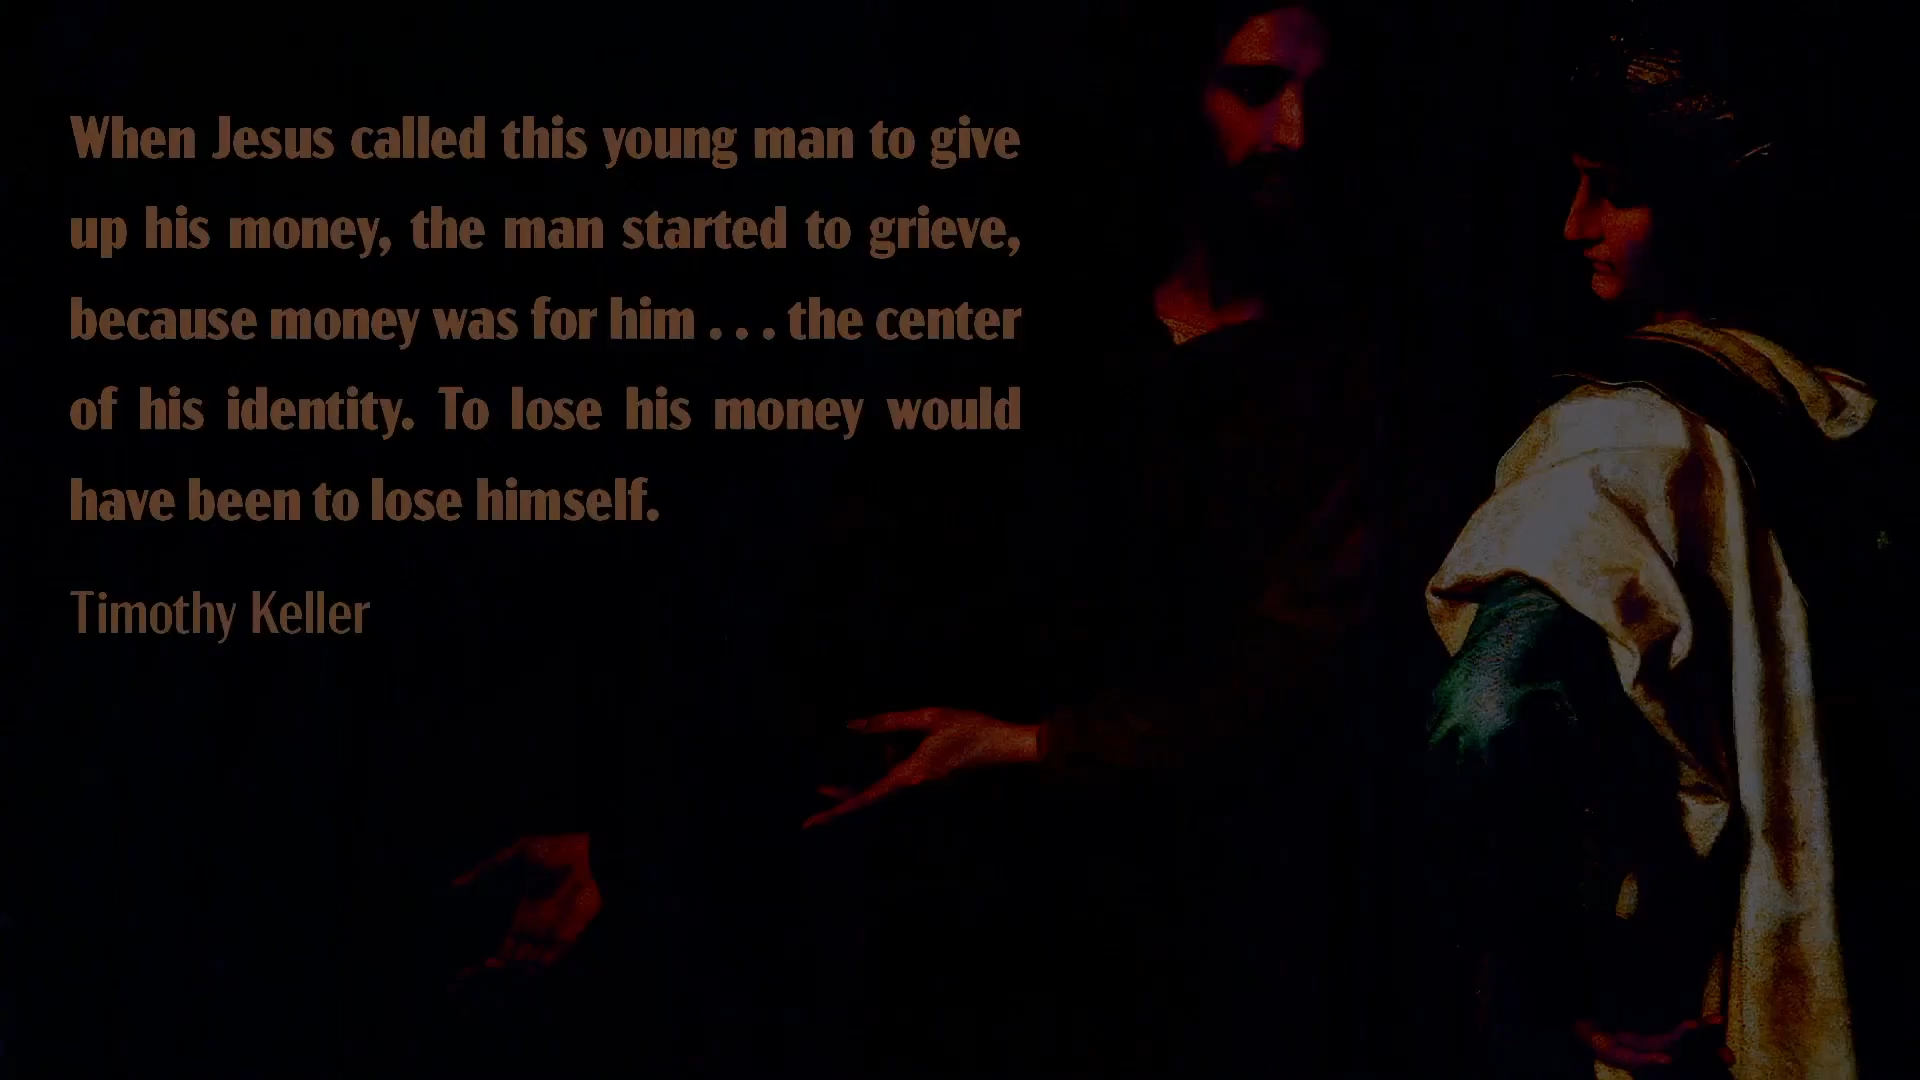 When Jesus called this young man to give
up his money, the man started to grieve,
because money was for him . . . the center
of his identity. To lose his money would
have been to lose himself.
Timothy Keller